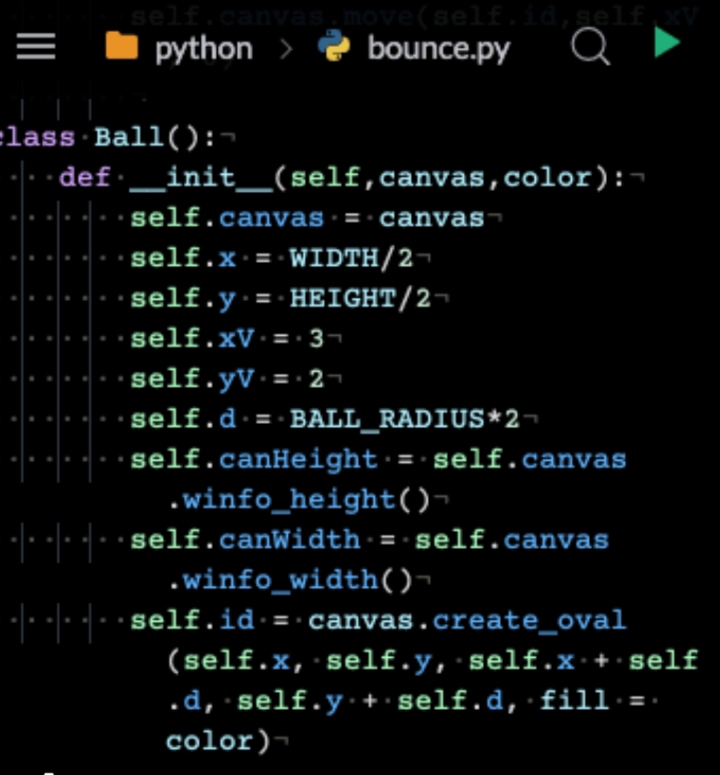 self.canvas.move(self.id,self.xV
python > bounce.py
class Ball():
def __init__(self,canvas,color):
self.canvas = canvas
self.x = WIDTH/2
self.y = HEIGHT/2
self.xV = 3
self.yV = 2
self.d = BALL_RADIUS*2
self.canHeight = self.canvas
.winfo_height()
self.canWidth = self.canvas
.winfo_width()
self.id = canvas.create_oval
(self.x, self.y, self.x + self
.d, self.y + self.d, fill =
color)